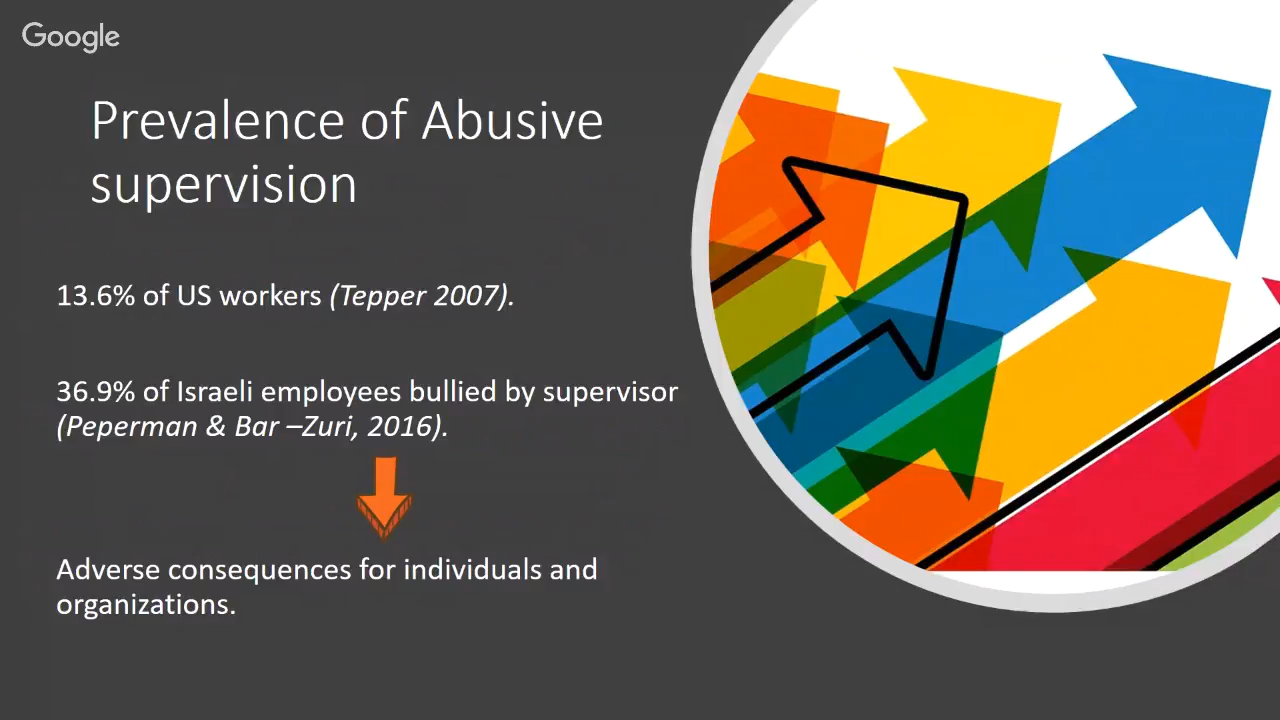 Google
Prevalence of Abusive
supervision
13.6% of US workers (Tepper 2007).
36.9% of Israeli employees bullied by supervisor
(Peperman & Bar –Zuri, 2016).
Adverse consequences for individuals and
organizations.